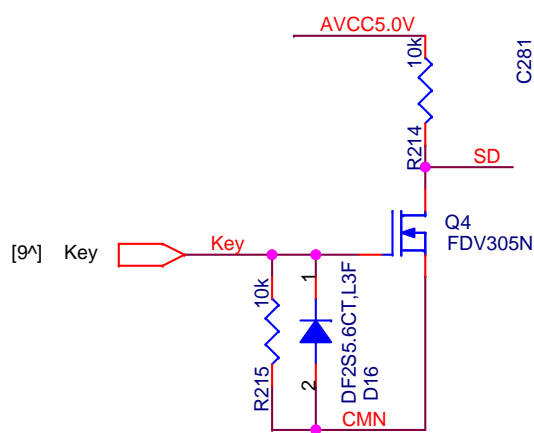 AVCC5.0V
10k
C281
R214
SD
Q4
FDV305N
[9^] Key
Key
10k
1
DF2S5.6CT,L3F
R215
2
D16
CMN